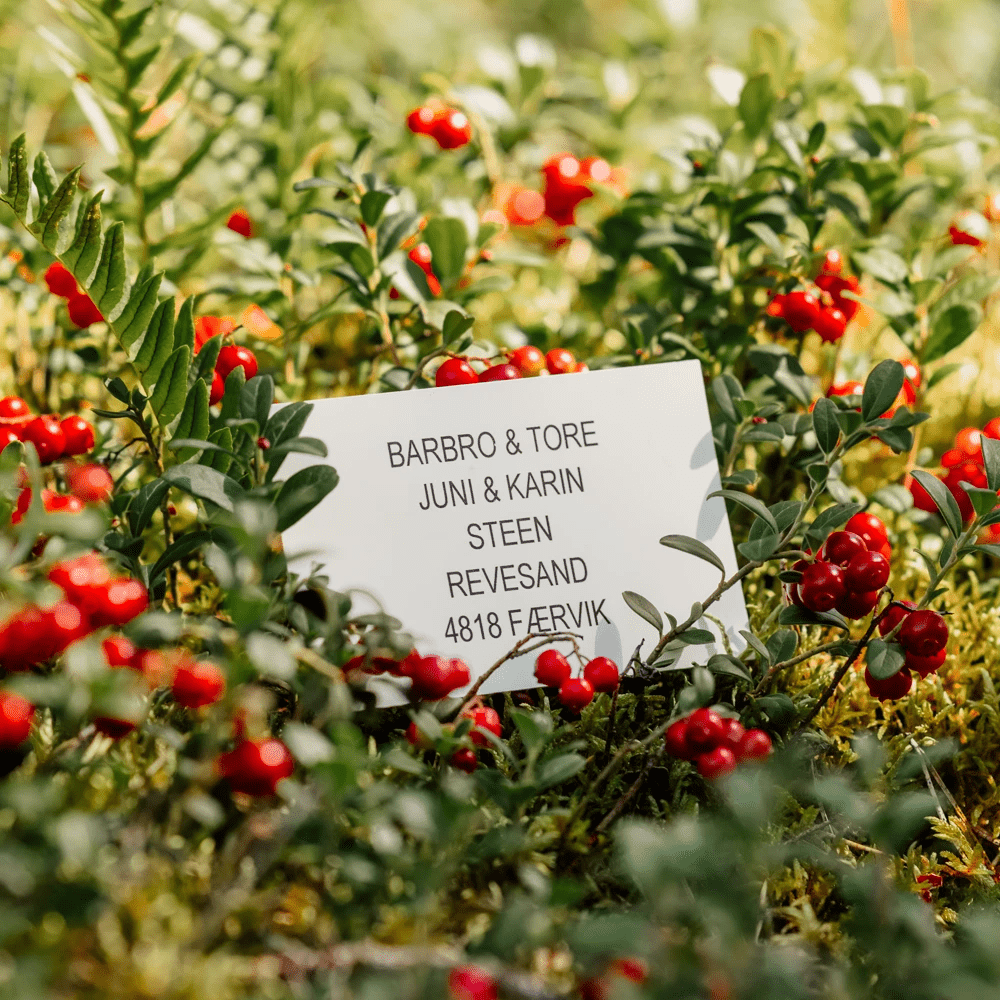 BARBRO & TORE
JUNI & KARIN
STEEN
REVESAND
4818 FÆRVIK